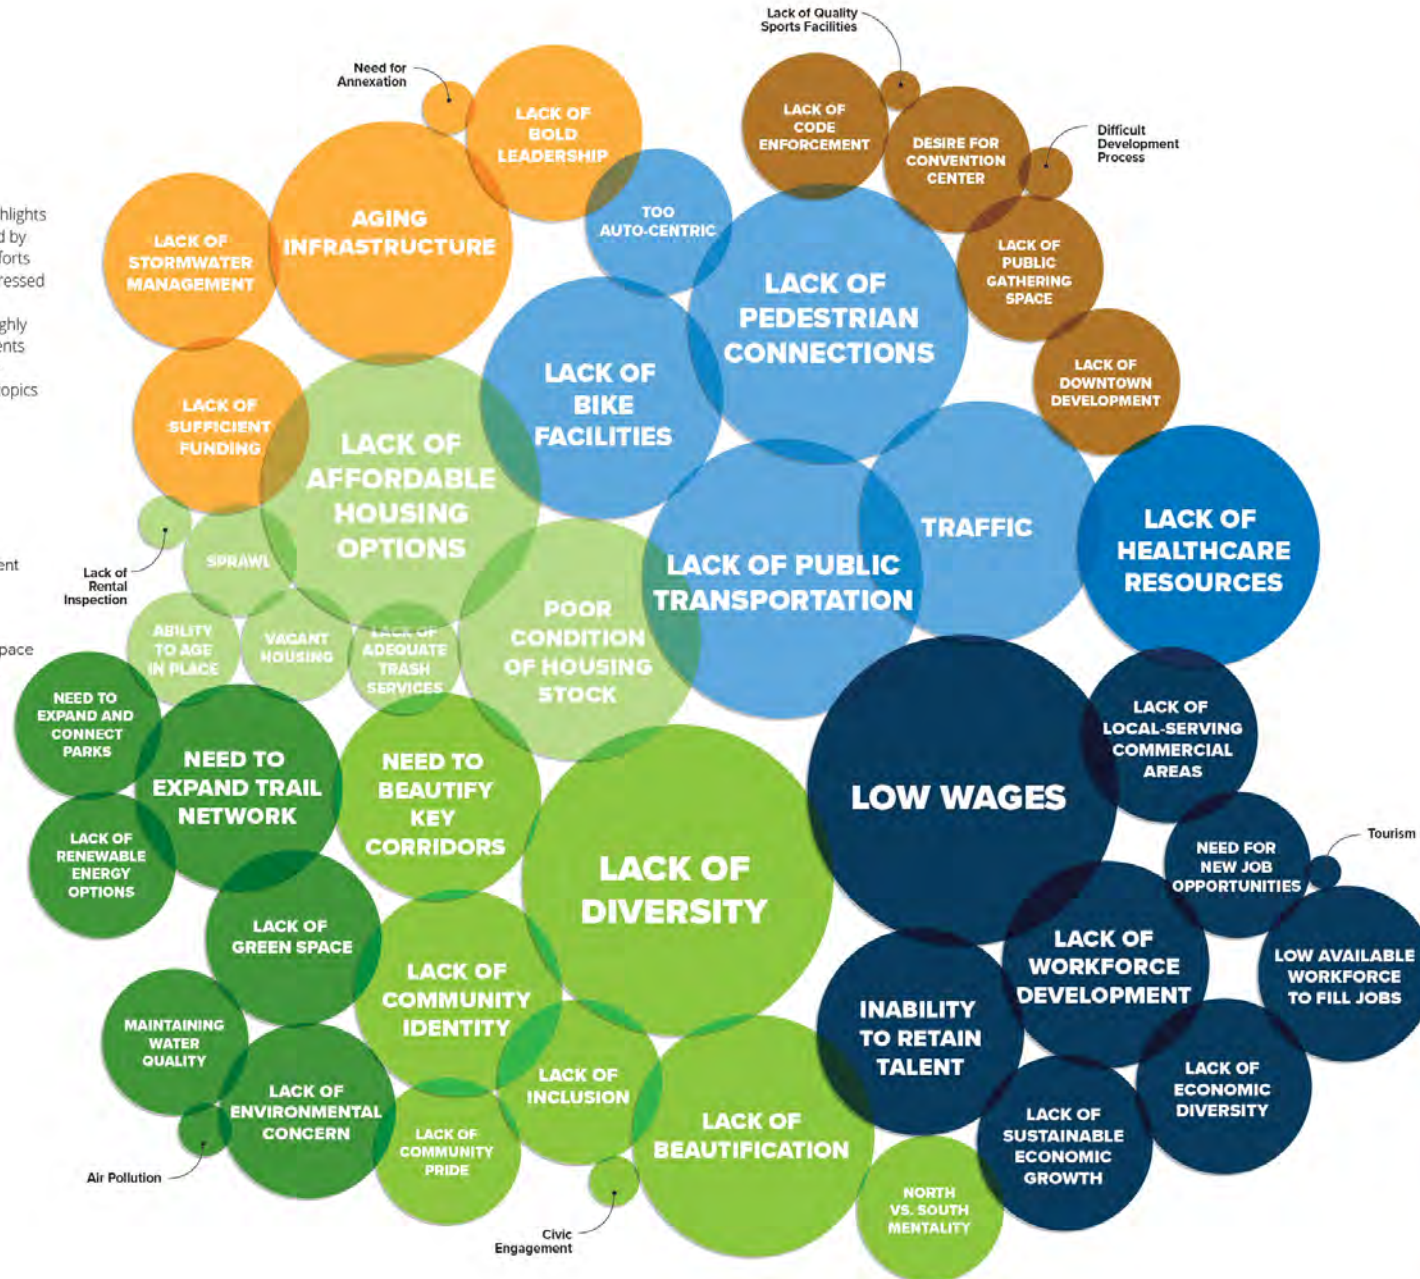 Lack of Quality
Sports Facilities
Need for
Annexation
LACK OF
BOLD
LEADERSHIP
LACK OF
CODE
ENFORCEMENT
DESIRE FOR
CONVENTION
CENTER
Difficult
Development
Process
AGING
INFRASTRUCTURE
TOO
AUTO-CENTRIC
LACK OF
STORMWATER
MANAGEMENT
LACK OF
PUBLIC
GATHERING
SPACE
LACK OF
PEDESTRIAN
CONNECTIONS
LACK OF
BIKE
FACILITIES
LACK OF
DOWNTOWN
DEVELOPMENT
LACK OF
SUFFICIENT
FUNDING
LACK OF
AFFORDABLE
HOUSING
OPTIONS
TRAFFIC
LACK OF
HEALTHCARE
RESOURCES
SPRAWL
Lack of
Rental
Inspection
LACK OF PUBLIC
TRANSPORTATION
POOR
CONDITION
OF HOUSING
STOCK
ABILITY
TO AGE
IN PLACE
VACANT
HOUSING
LACK OF
ADEQUATE
TRASH
SERVICES
NEED TO
EXPAND AND
CONNECT
PARKS
NEED TO
EXPAND TRAIL
NETWORK
NEED TO
BEAUTIFY
KEY
CORRIDORS
LOW WAGES
LACK OF
LOCAL-SERVING
COMMERCIAL
AREAS
LACK OF
RENEWABLE
ENERGY
OPTIONS
LACK OF
DIVERSITY
NEED FOR
NEW JOB
OPPORTUNITIES
Tourism
LACK OF
GREEN SPACE
LACK OF
COMMUNITY
IDENTITY
LACK OF
WORKFORCE
DEVELOPMENT
LOW AVAILABLE
WORKFORCE
TO FILL JOBS
INABILITY
TO RETAIN
TALENT
MAINTAINING
WATER
QUALITY
LACK OF
INCLUSION
LACK OF
ECONOMIC
DIVERSITY
LACK OF
ENVIRONMENTAL
CONCERN
LACK OF
COMMUNITY
PRIDE
LACK OF
BEAUTIFICATION
LACK OF
SUSTAINABLE
ECONOMIC
GROWTH
Air Pollution
Civic
Engagement
NORTH
VS. SOUTH
MENTALITY